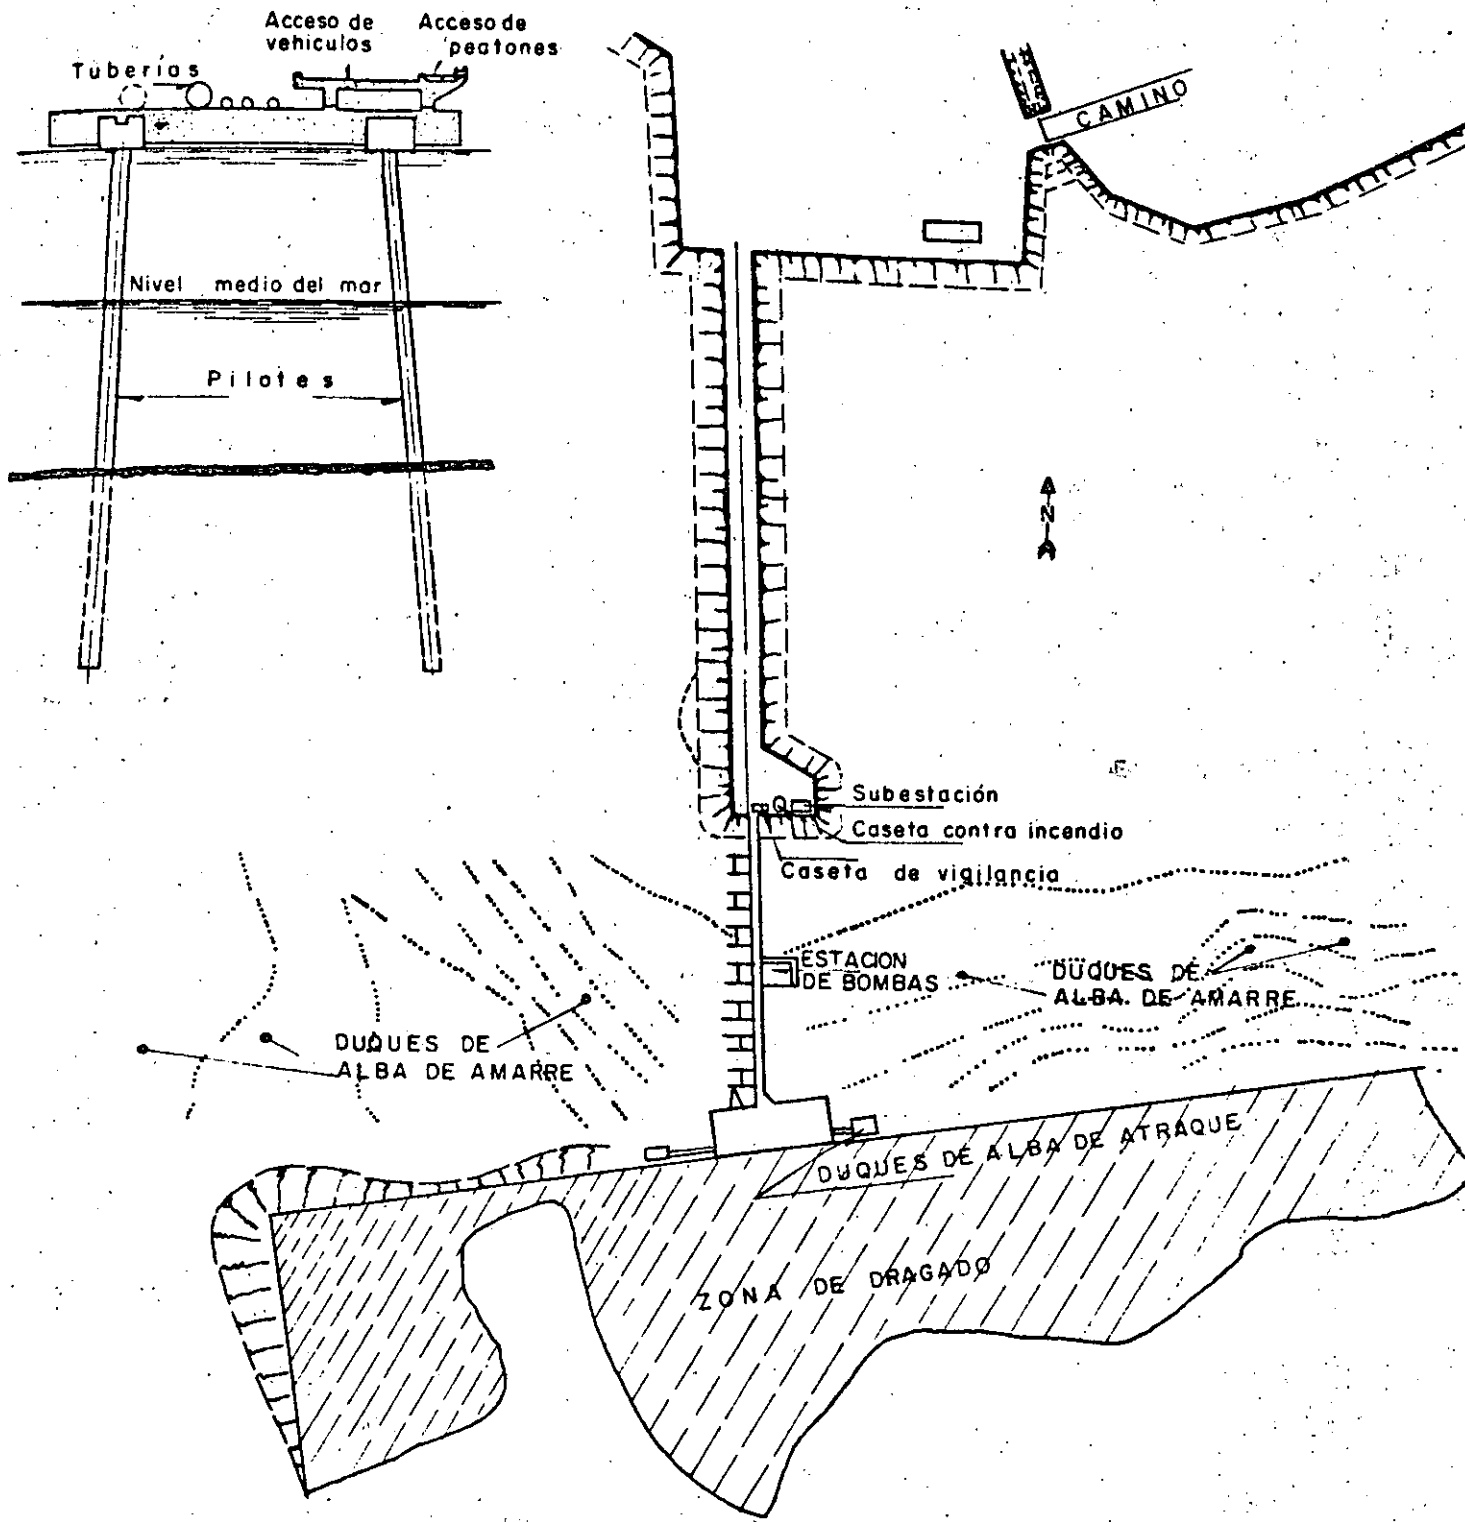 Acceso de
vehiculos
Acceso de
peatones
Tuberías
Nivel medio del mar
Pilotes
CAMINO
N
Subestación
Caseta contra incendio
Caseta de vigilancia
ESTACION
DE BOMBAS
DUQUES DE
ALBA. DE AMARRE
DUQUES DE
ALBA DE AMARRE
DUQUES DE ALBA DE ATRAQUE
ZONA DE DRAGADO